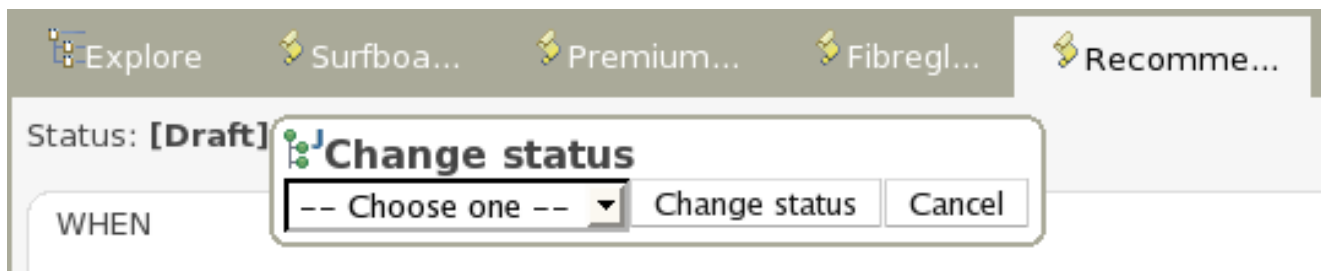 Explore Surfboa... Premium... Fibregl... Recomme...
Status: [Draft]
Change status
-- Choose one -- Change status Cancel
WHEN